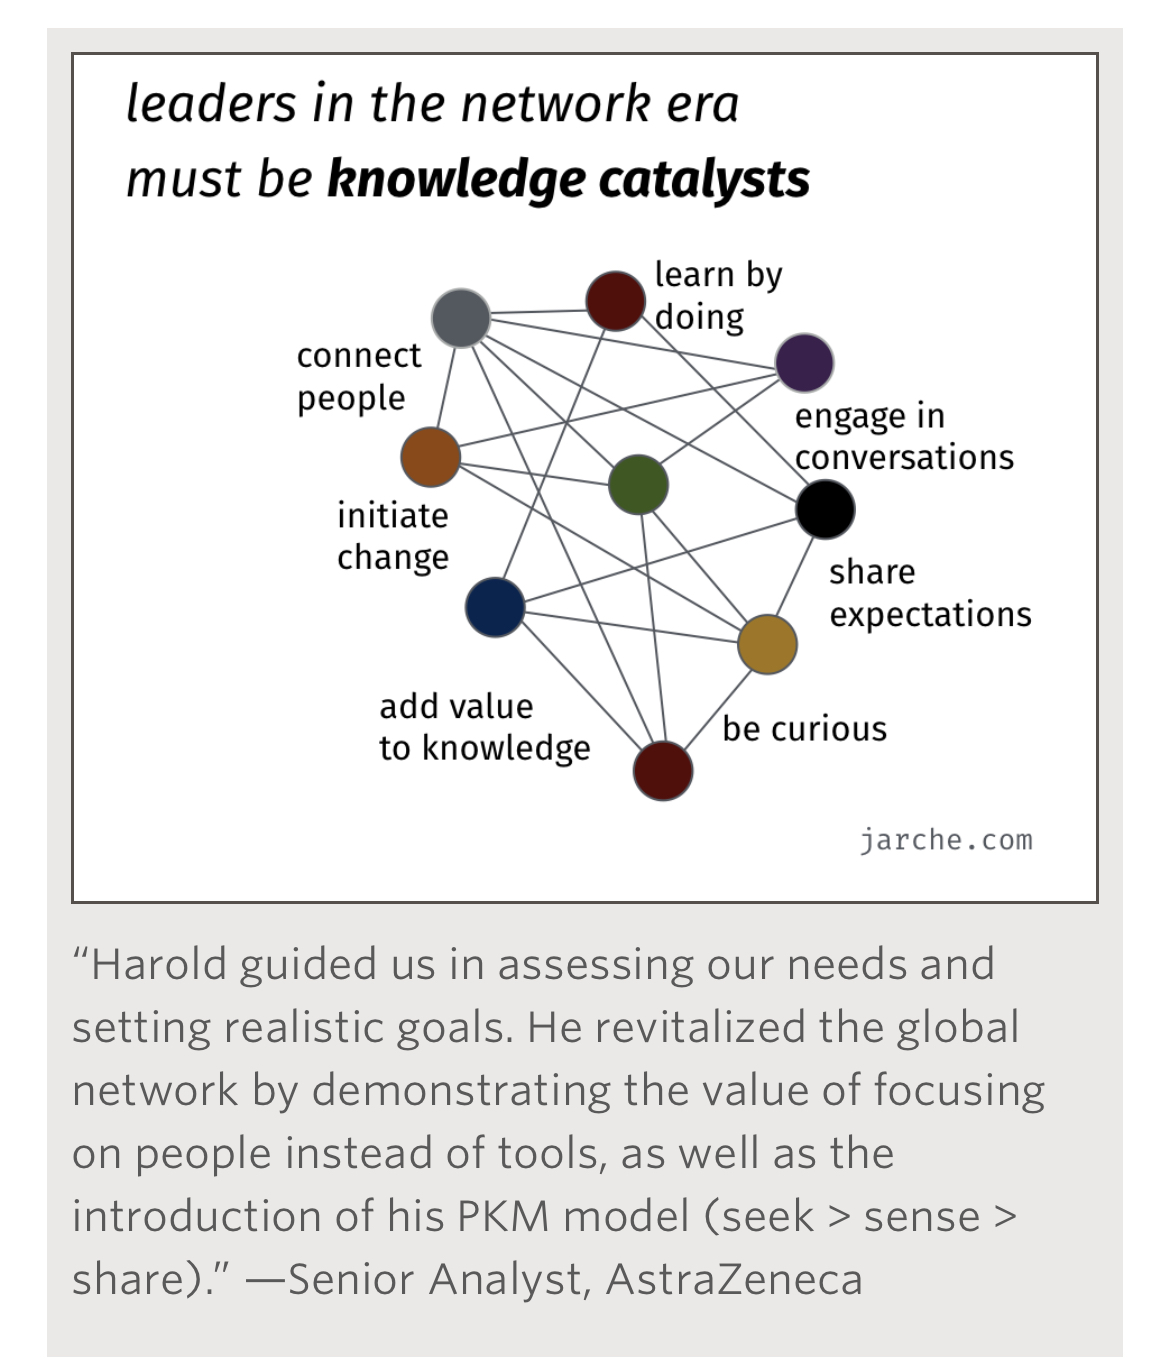 leaders in the network era
must be knowledge catalysts
learn by
doing
connect
people
engage in
conversations
initiate
change
share
expectations
add value
to knowledge
be curious
jarche.com
“Harold guided us in assessing our needs and
setting realistic goals. He revitalized the global
network by demonstrating the value of focusing
on people instead of tools, as well as the
introduction of his PKM model (seek > sense >
share).” —Senior Analyst, AstraZeneca